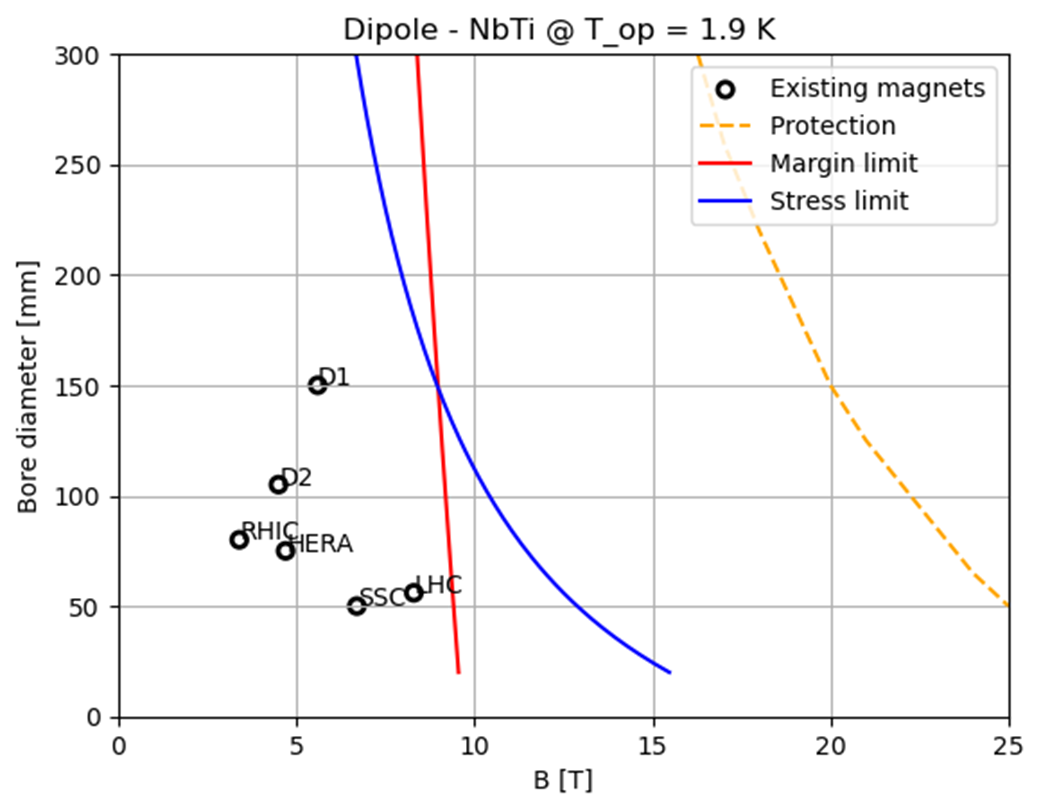 Dipole - NbTi @ T_op = 1.9 K
300
250
200
150
100
50
0
Bore diameter [mm]
Existing magnets
Protection
Margin limit
Stress limit
D1
D2
RHIC
HERA
LHC
SSC
0 5 10 15 20 25
B [T]